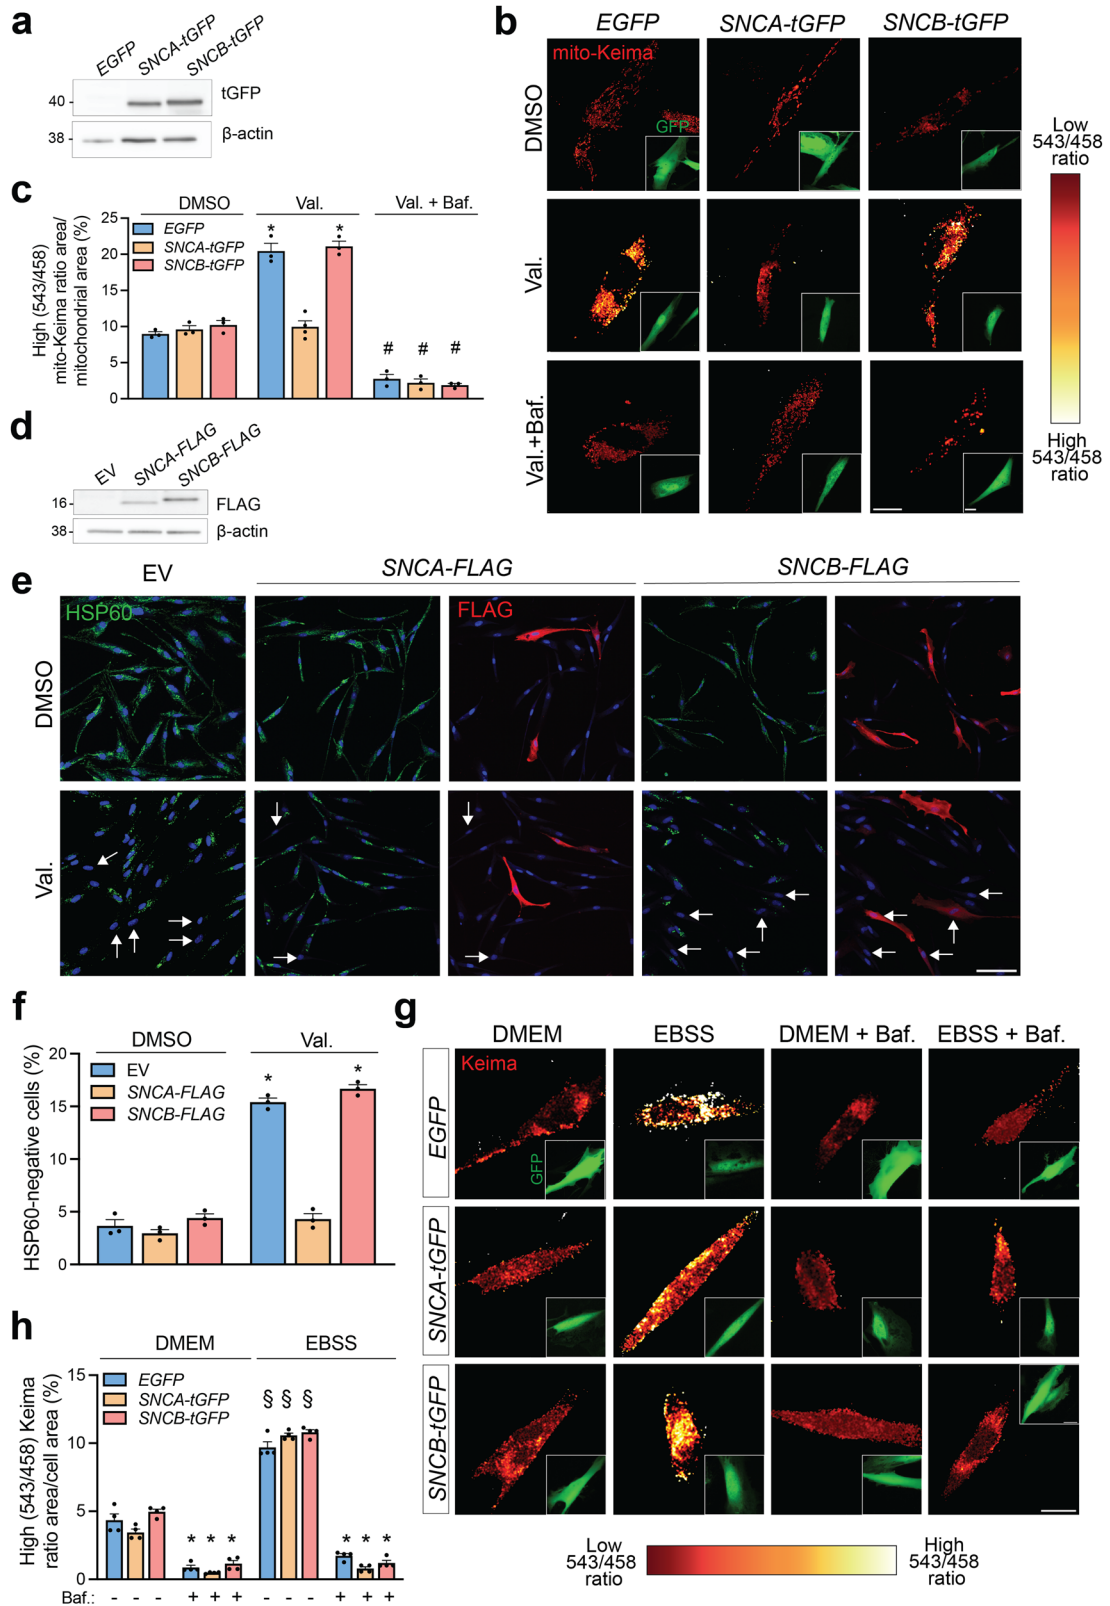 a
EGFP
SNCA-tGFP
SNCB-tGFP
40
tGFP
38
β-actin
b
EGFP
SNCA-tGFP
SNCB-tGFP
mito-Keima
GFP
DMSO
Val.
Val.+Baf.
Low
543/458
ratio
High
543/458
ratio
c
DMSO
Val.
Val. + Baf.
High (543/458)
mito-Keima ratio area/
mitochondrial area (%)
25
20
15
10
5
0
EGFP
SNCA-tGFP
SNCB-tGFP
* *
# # #
d
EV
SNCA-FLAG
SNCB-FLAG
16
FLAG
38
β-actin
e
EV
SNCA-FLAG
SNCB-FLAG
HSP60
FLAG
DMSO
Val.
f
DMSO
Val.
HSP60-negative cells (%)
20
15
10
5
0
EV
SNCA-FLAG
SNCB-FLAG
* *
g
DMEM
EBSS
DMEM + Baf.
EBSS + Baf.
Keima
GFP
EGFP
SNCA-tGFP
SNCB-tGFP
Low
543/458
ratio
High
543/458
ratio
h
DMEM
EBSS
High (543/458) Keima
ratio area/cell area (%)
15
10
5
0
EGFP
SNCA-tGFP
SNCB-tGFP
§ § §
* * *
* * *
Baf.: - - - + + + - - - + + +